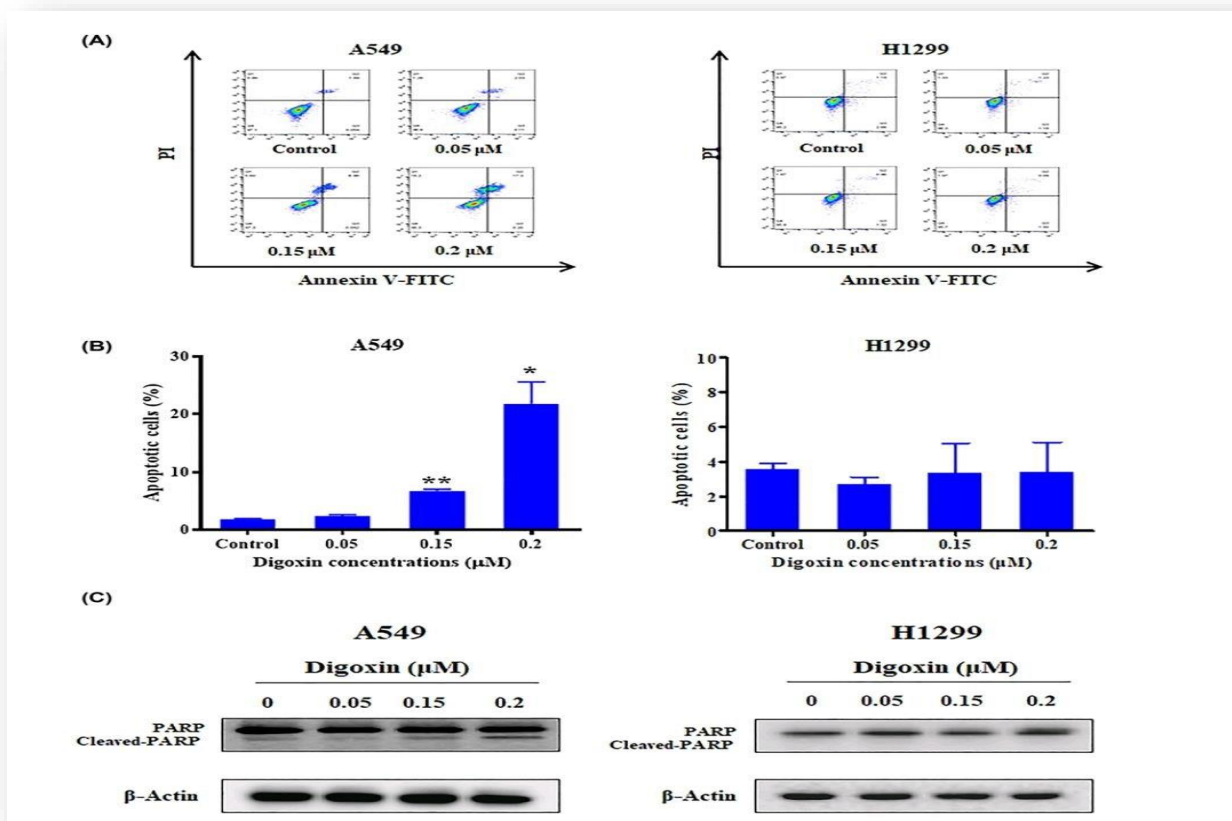 (A)
A549
PI
Control
0.05 μM
0.15 μM
0.2 μM
Annexin V-FITC
H1299
PI
Control
0.05 μM
0.15 μM
0.2 μM
Annexin V-FITC
(B)
A549
Apoptotic cells (%)
30
20
10
0
* *
*
Control
0.05
0.15
0.2
Digoxin concentrations (μM)
H1299
Apoptotic cells (%)
10
8
6
4
2
0
Control
0.05
0.15
0.2
Digoxin concentrations (μM)
(C)
A549
Digoxin (μM)
0 0.05 0.15 0.2
PARP
Cleaved-PARP
β-Actin
H1299
Digoxin (μM)
0 0.05 0.15 0.2
PARP
Cleaved-PARP
β-Actin